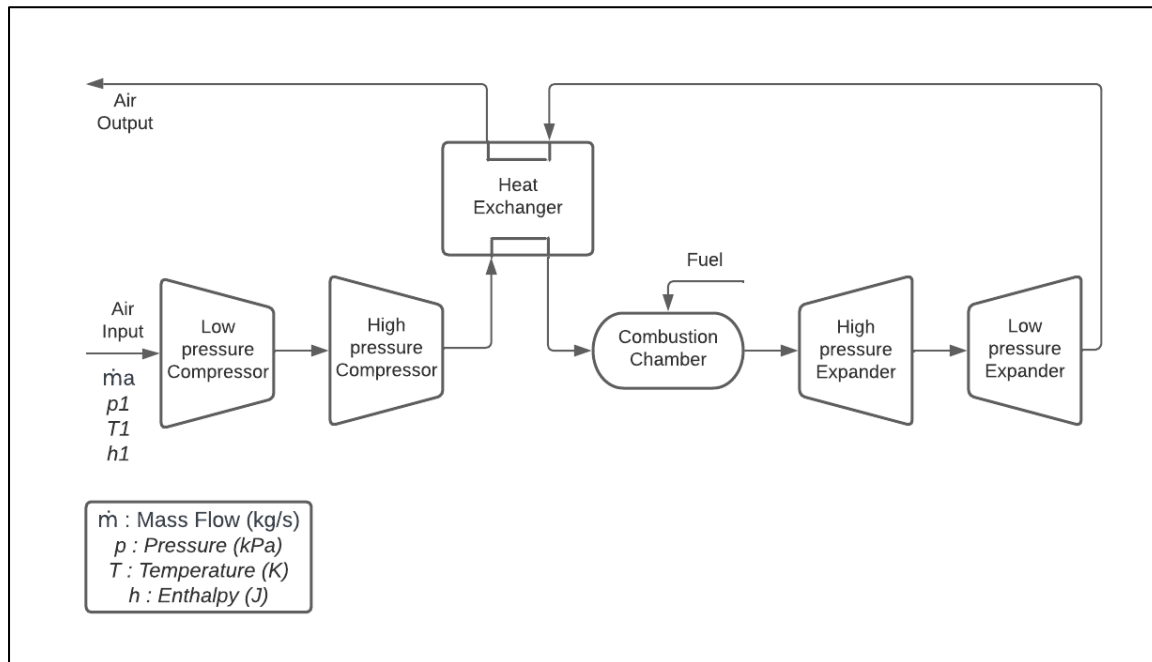 Air
Output
Heat
Exchanger
Fuel
Air
Input
ṁa
p1
T1
h1
Low
pressure
Compressor
High
pressure
Compressor
Combustion
Chamber
High
pressure
Expander
Low
pressure
Expander
ṁ : Mass Flow (kg/s)
p : Pressure (kPa)
T : Temperature (K)
h : Enthalpy (J)